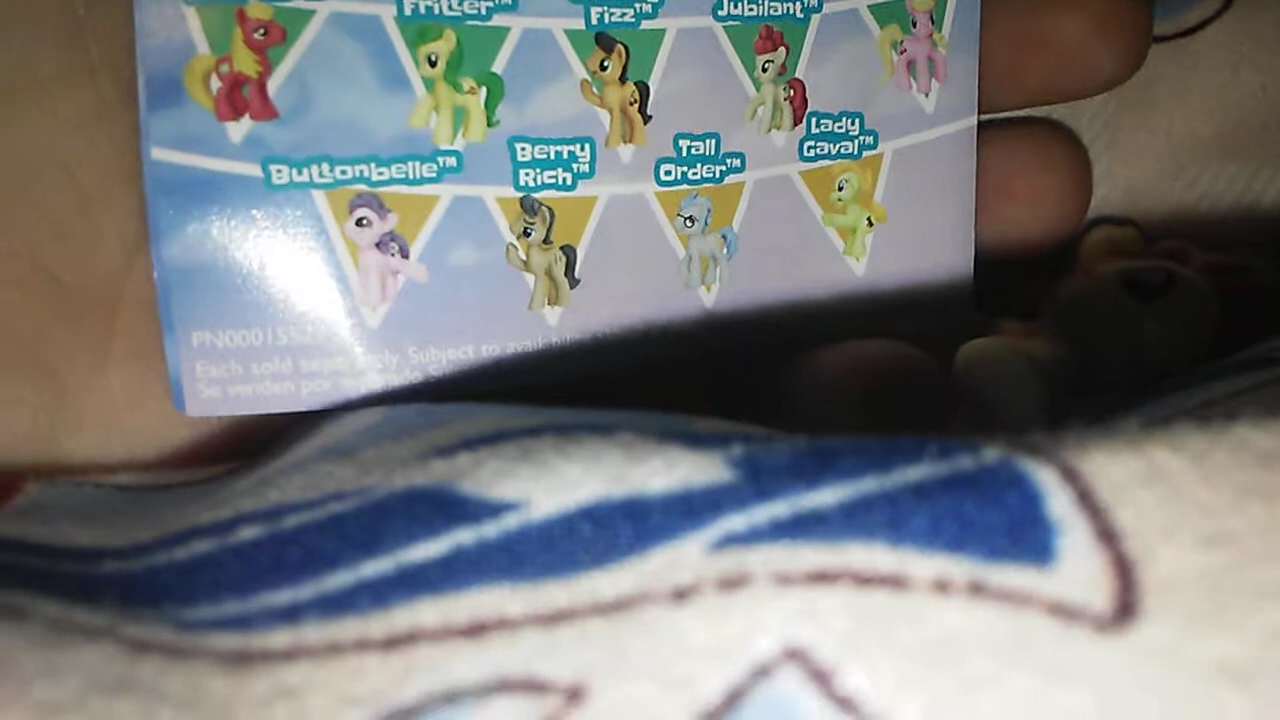 Fritter™
Fizz™
Jubilant™
Buttonbelle™
Berry
Rich™
Tall
Order™
Lady
Gaval™
Each sold separately Subject to
Se venden por